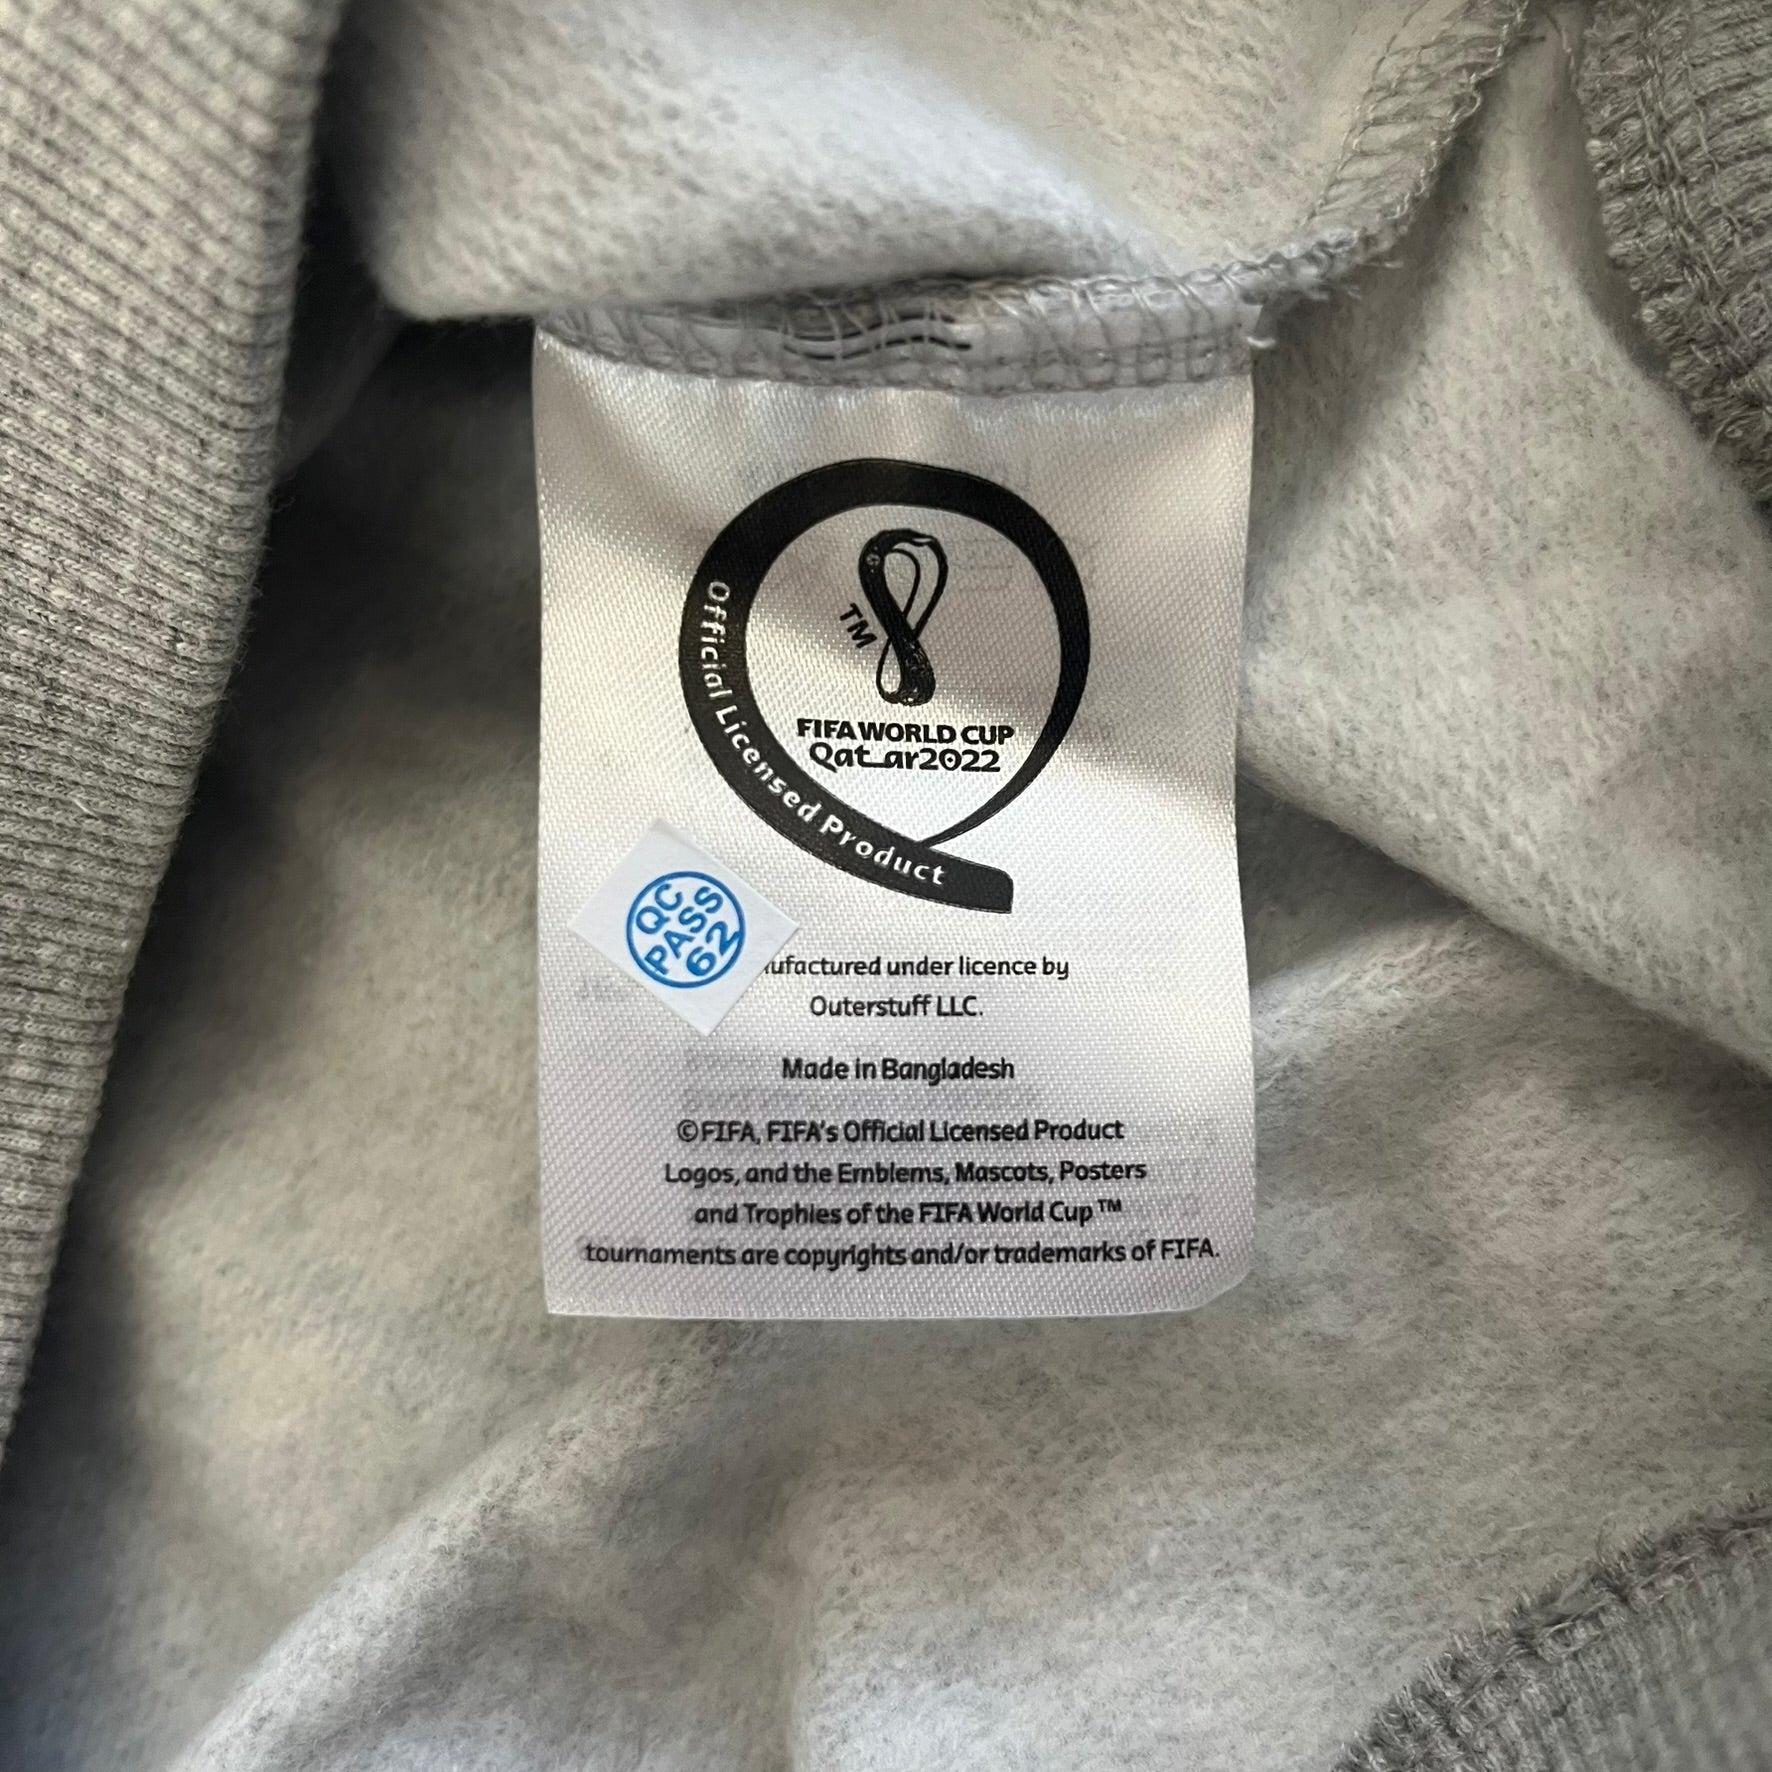 Official Licensed Product
TM
FIFA WORLD CUP
Qatar2022
QC
PASS
62
ufactured under licence by
Outerstuff LLC.
Made in Bangladesh
©FIFA, FIFA's Official Licensed Product
Logos, and the Emblems, Mascots, Posters
and Trophies of the FIFA World Cup™
tournaments are copyrights and/or trademarks of FIFA.